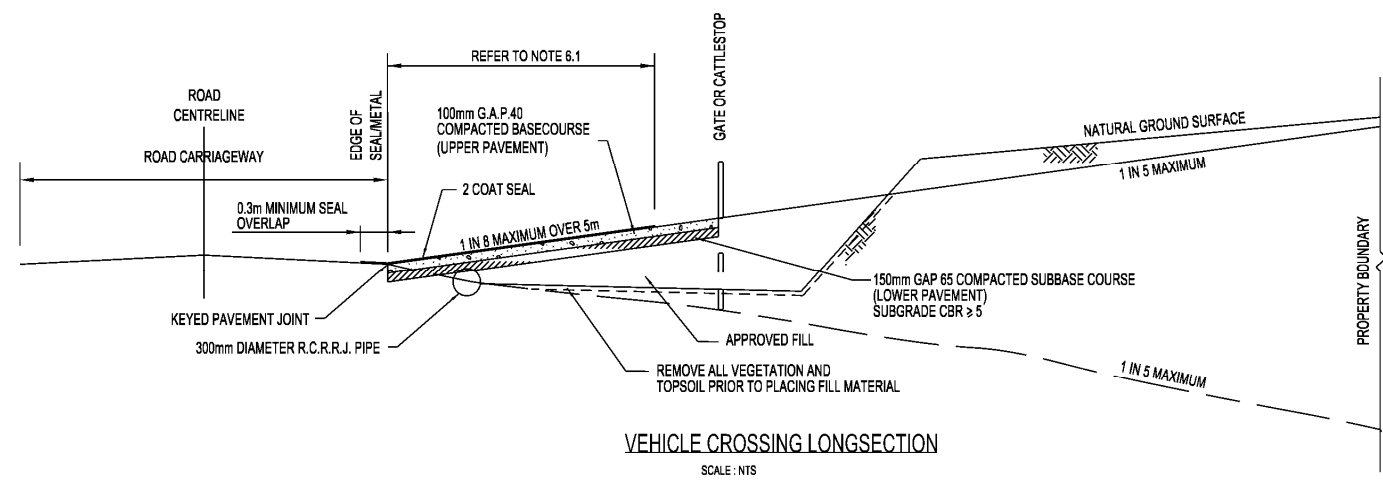 REFER TO NOTE 6.1
ROAD
CENTRELINE
ROAD CARRIAGEWAY
EDGE OF
SEAL/METAL
100mm G.A.P.40
COMPACTED BASECOURSE
(UPPER PAVEMENT)
GATE OR CATTLESTOP
NATURAL GROUND SURFACE
1 IN 5 MAXIMUM
2 COAT SEAL
0.3m MINIMUM SEAL
OVERLAP
1 IN 8 MAXIMUM OVER 5m
150mm GAP 65 COMPACTED SUBBASE COURSE
(LOWER PAVEMENT)
SUBGRADE CBR ⩾ 5
PROPERTY BOUNDARY
KEYED PAVEMENT JOINT
300mm DIAMETER R.C.R.R.J. PIPE
APPROVED FILL
REMOVE ALL VEGETATION AND
TOPSOIL PRIOR TO PLACING FILL MATERIAL
1 IN 5 MAXIMUM
VEHICLE CROSSING LONGSECTION
SCALE : NTS